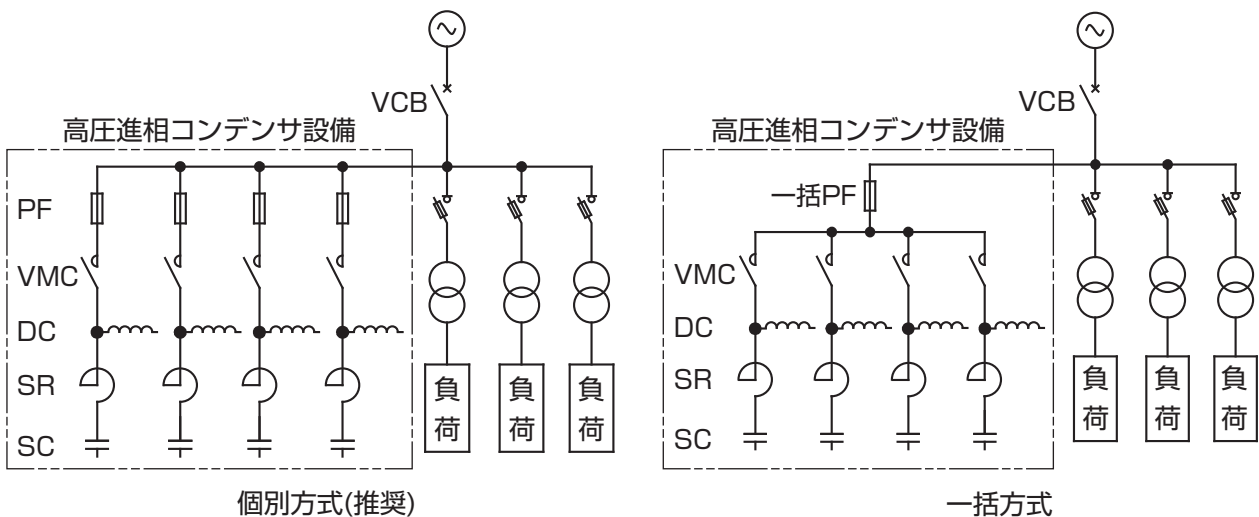 VCB
高圧進相コンデンサ設備
PF
VMC
DC
SR
SC
負荷
負荷
負荷
個別方式(推奨)
VCB
高圧進相コンデンサ設備
一括PF
VMC
DC
SR
SC
負荷
負荷
負荷
一括方式